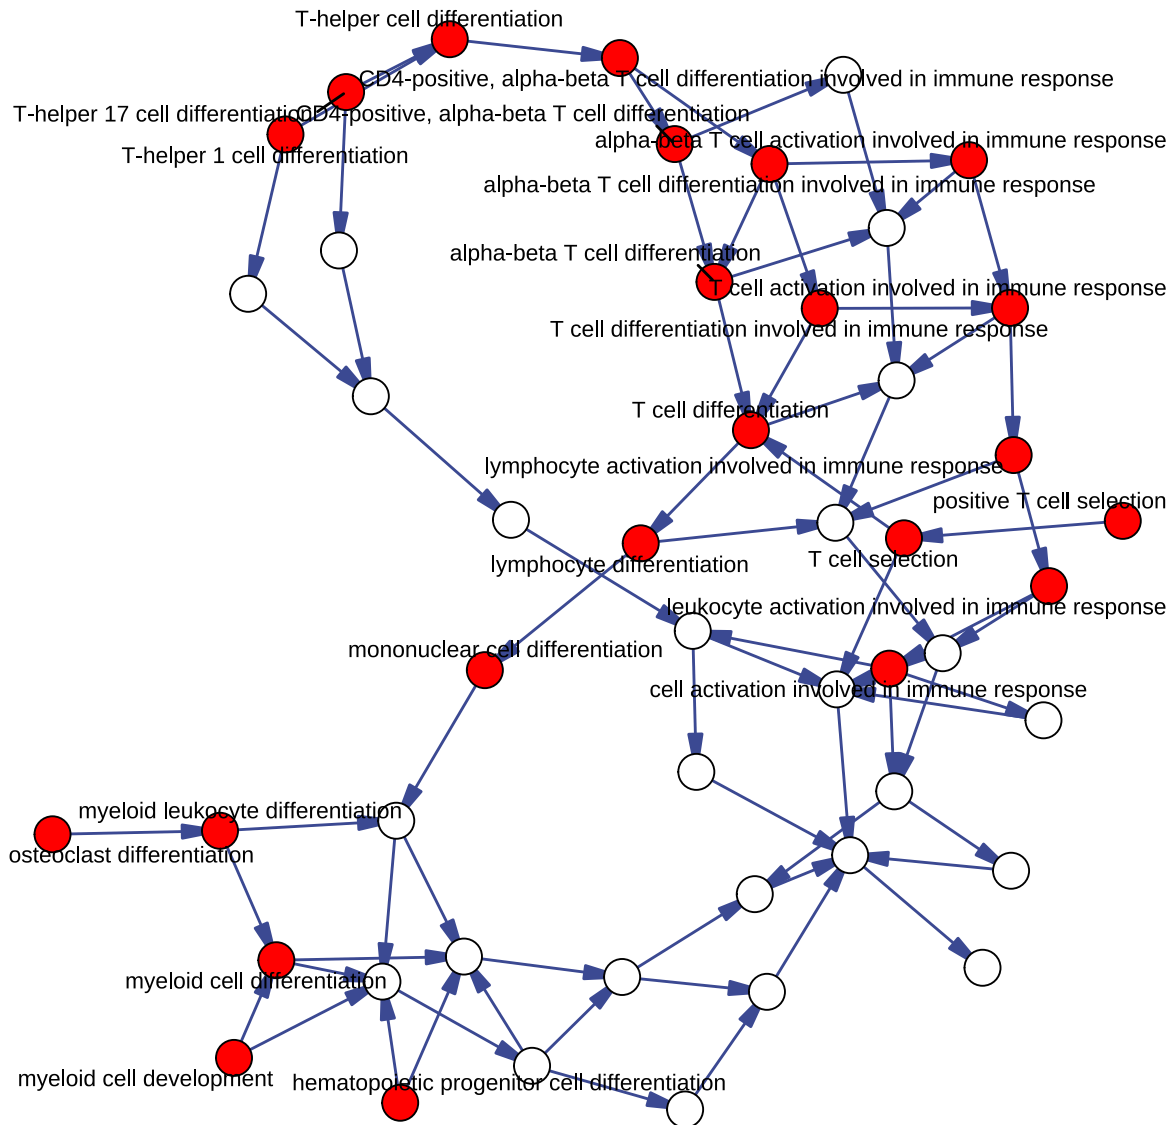 T-helper cell differentiation
CD4-positive, alpha-beta T cell differentiation involved in immune response
T-helper 17 cell differentiation
CD4-positive, alpha-beta T cell differentiation
alpha-beta T cell activation involved in immune response
T-helper 1 cell differentiation
alpha-beta T cell differentiation involved in immune response
alpha-beta T cell differentiation
T cell activation involved in immune response
T cell differentiation involved in immune response
T cell differentiation
lymphocyte activation involved in immune response
positive T cell selection
T cell selection
lymphocyte differentiation
leukocyte activation involved in immune response
mononuclear cell differentiation
cell activation involved in immune response
myeloid leukocyte differentiation
osteoclast differentiation
myeloid cell differentiation
myeloid cell development
hematopoietic progenitor cell differentiation